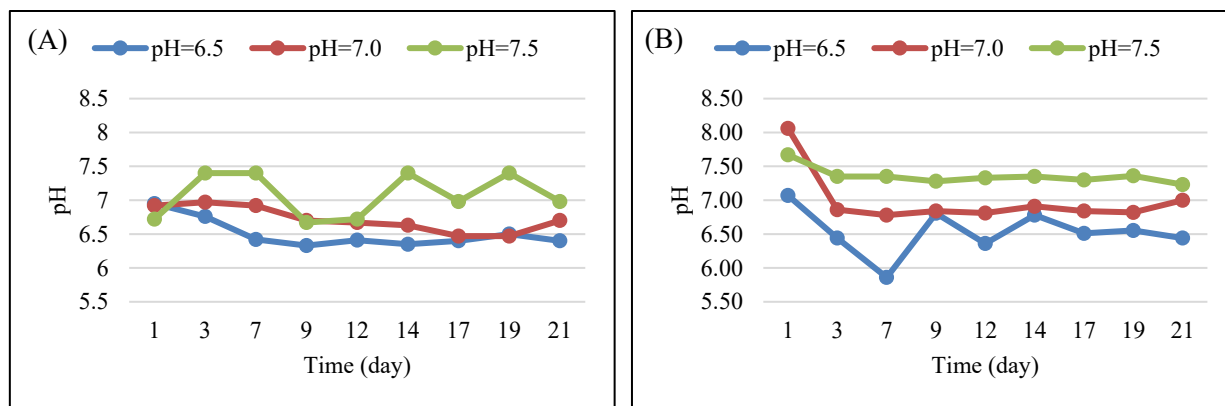 (A)
pH=6.5 pH=7.0 pH=7.5
pH
8.5
8
7.5
7
6.5
6
5.5
1 3 7 9 12 14 17 19 21
Time (day)
(B)
pH=6.5 pH=7.0 pH=7.5
pH
8.50
8.00
7.50
7.00
6.50
6.00
5.50
1 3 7 9 12 14 17 19 21
Time (day)